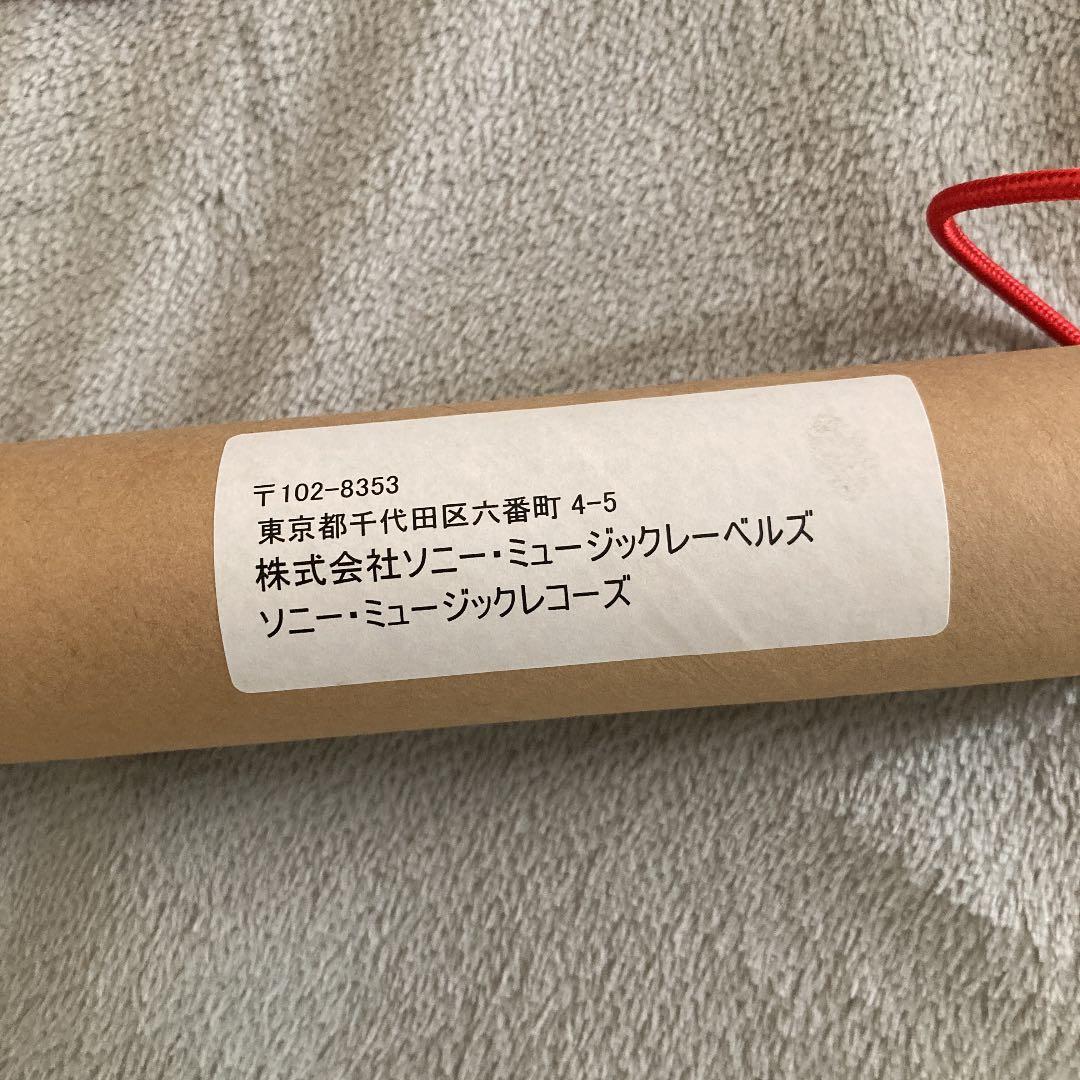 〒102-8353
東京都千代田区六番町 4-5
株式会社ソニー・ミュージックレーベルズ
ソニー・ミュージックレコーズ